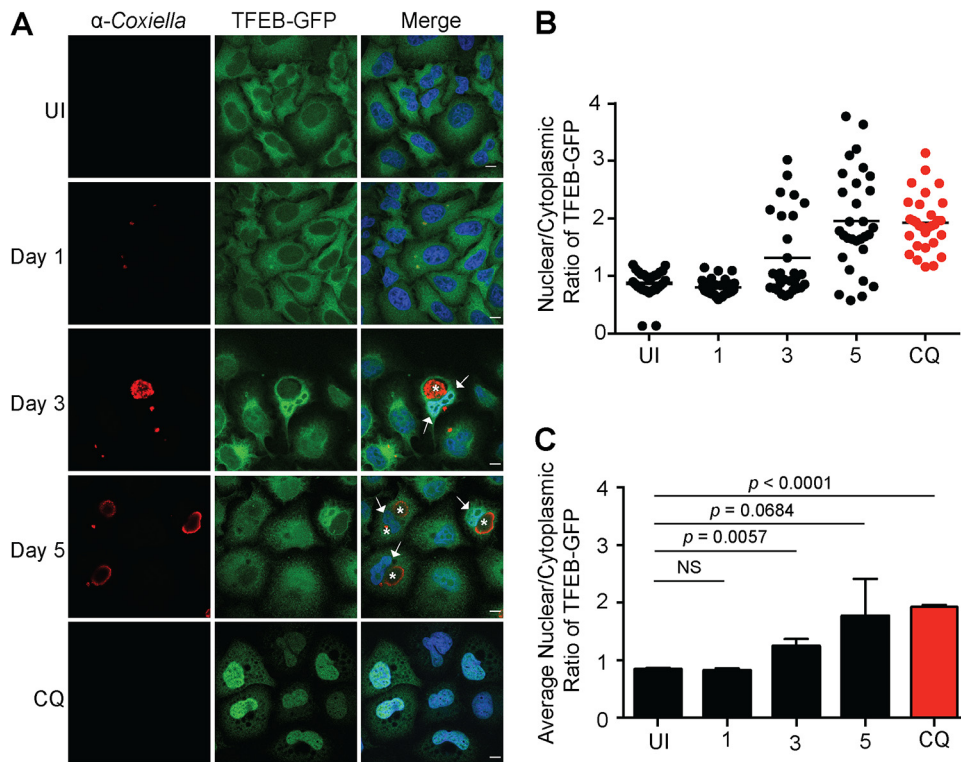 A
α-Coxiella TFEB-GFP Merge
UI
Day 1
Day 3
*
Day 5
*
*
*
*
CQ
B
Nuclear/Cytoplasmic
Ratio of TFEB-GFP
4
3
2
1
0
UI 1 3 5 CQ
C
Average Nuclear/Cytoplasmic
Ratio of TFEB-GFP
4
3
2
1
0
p < 0.0001
p = 0.0684
p = 0.0057
NS
UI 1 3 5 CQ